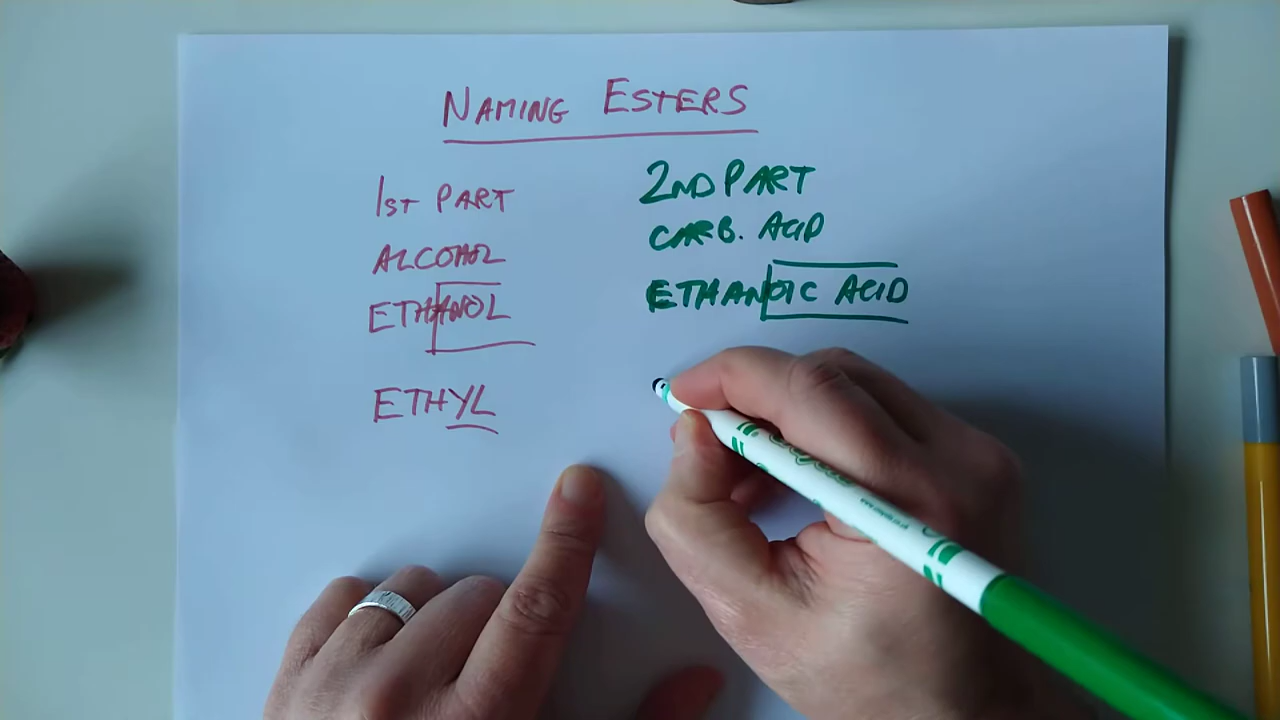 NAMING ESTERS
1ST PART
ALCOHOL
ETHANOL
ETHYL
2ND PART
CARB. ACID
ETHANOIC ACID